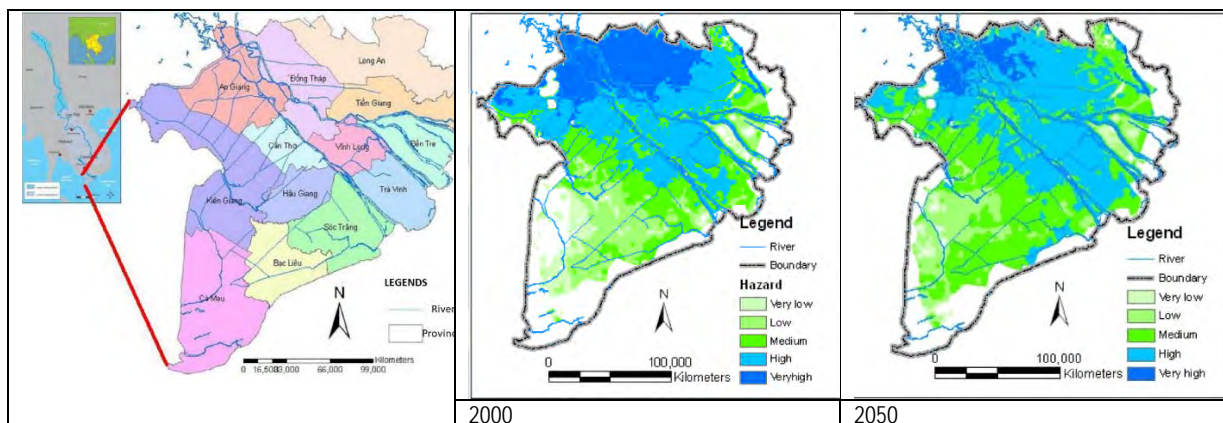 Long An
Đồng Tháp
An Giang
Tiền Giang
Bến Tre
Vĩnh Long
Cần Thơ
Trà Vinh
Hậu Giang
Kiên Giang
Sóc Trăng
Bạc Liêu
Cà Mau
LEGENDS
River
Provinc
N
Kilometers
0 16,500 33,000 66,000 99,000
Legend
River
Boundary
Hazard
Very low
Low
Medium
High
Veryhigh
N
0 100,000
Kilometers
2000
Legend
River
Boundary
Very low
Low
Medium
High
Very high
N
0 100,000
Kilometers
2050